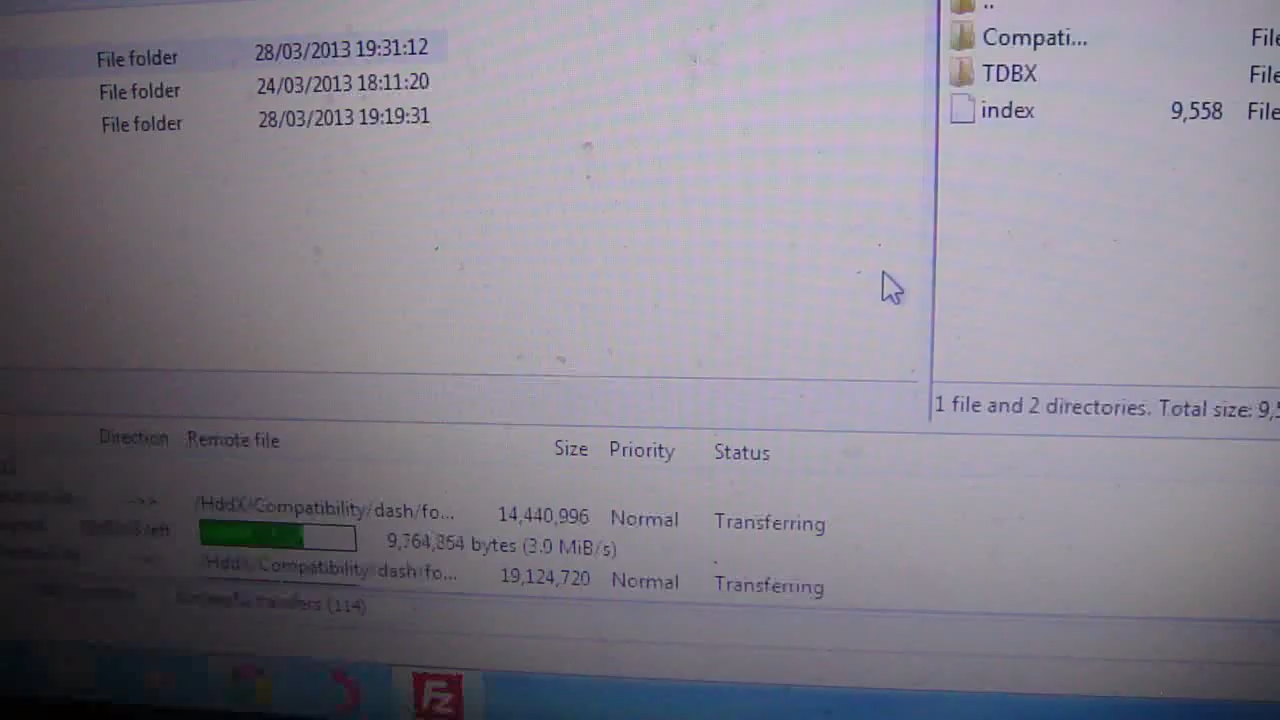 File folder 28/03/2013 19:31:12
File folder 24/03/2013 18:11:20
File folder 28/03/2013 19:19:31
..
Compati... File
TDBX File
index 9,558 File
1 file and 2 directories. Total size: 9,5
Direction Remote file Size Priority Status
-->> /HddX/Compatibility/dash/fo... 14,440,996 Normal Transferring
left 9,764,864 bytes (3.0 MiB/s)
/HddX/Compatibility/dash/fo... 19,124,720 Normal Transferring
Successful transfers (114)
Fz